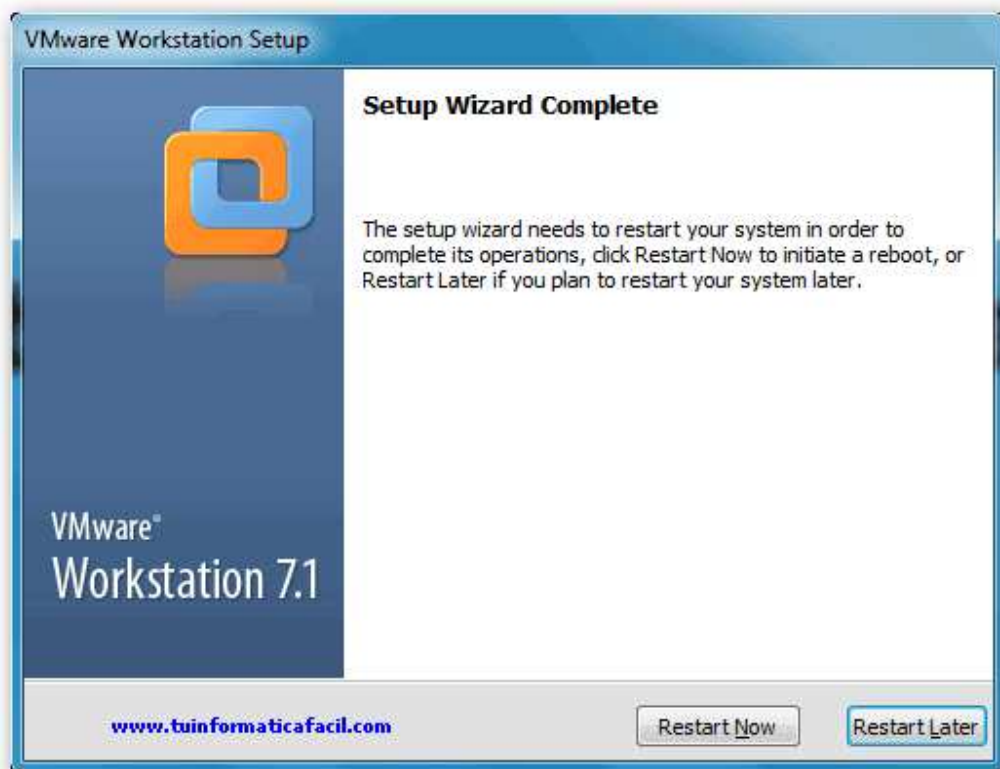 VMware Workstation Setup
Setup Wizard Complete
The setup wizard needs to restart your system in order to
complete its operations, click Restart Now to initiate a reboot, or
Restart Later if you plan to restart your system later.
VMware®
Workstation 7.1
www.tuinformaticafacil.com
Restart Now
Restart Later